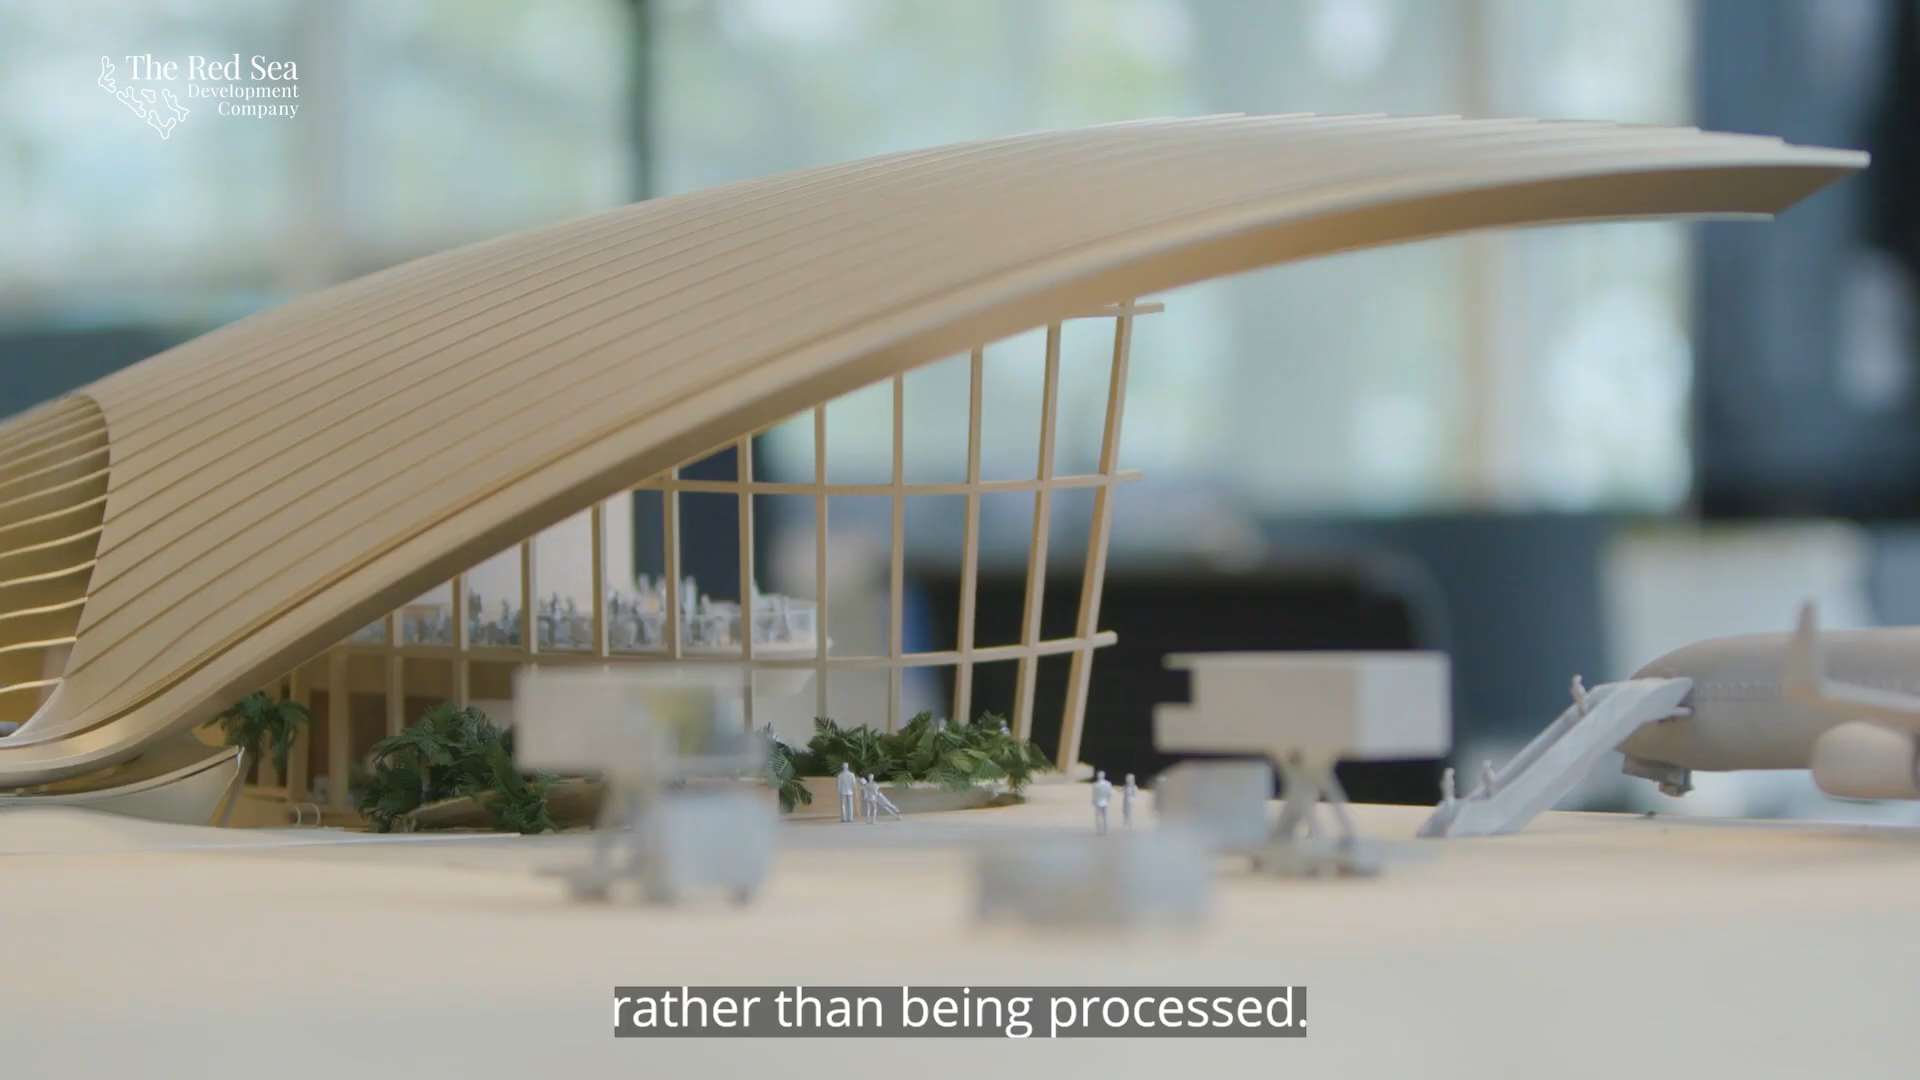 The Red Sea
Development
Company
rather than being processed.